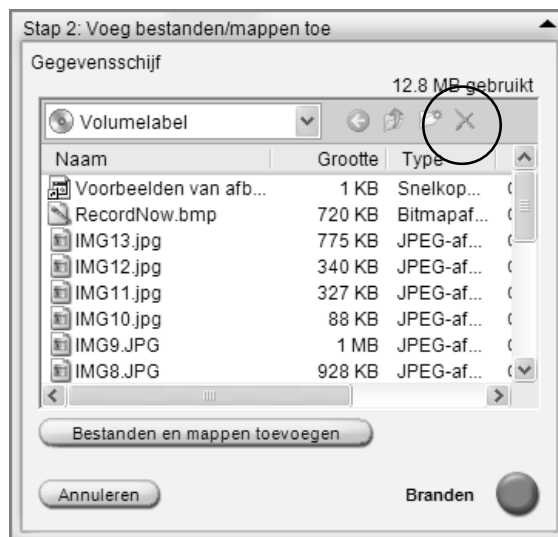 Stap 2: Voeg bestanden/mappen toe
Gegevensschijf
12.8 MB gebruikt
Volumelabel
Naam Grootte Type
Voorbeelden van afb... 1 KB Snelkop...
RecordNow.bmp 720 KB Bitmapaf...
IMG13.jpg 775 KB JPEG-af...
IMG12.jpg 340 KB JPEG-af...
IMG11.jpg 327 KB JPEG-af...
IMG10.jpg 88 KB JPEG-af...
IMG9.JPG 1 MB JPEG-af...
IMG8.JPG 928 KB JPEG-af...
Bestanden en mappen toevoegen
Annuleren Branden